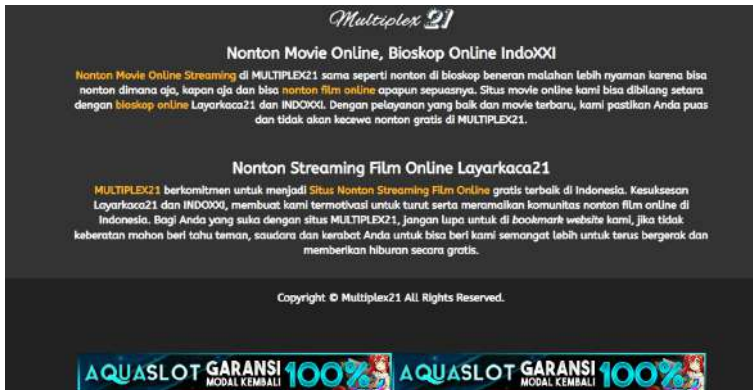 Multiplex 21
Nonton Movie Online, Bioskop Online IndoXXI
Nonton Movie Online Streaming di MULTIPLEX21 sama seperti nonton di bioskop beneran malahan lebih nyaman karena bisa
nonton dimana aja, kapan aja dan bisa nonton film online apapun sepuasnya. Situs movie online kami bisa dibilang setara
dengan bioskop online Layarkaca21 dan INDOXXI. Dengan pelayanan yang baik dan movie terbaru, kami pastikan Anda puas
dan tidak akan kecewa nonton gratis di MULTIPLEX21.
Nonton Streaming Film Online Layarkaca21
MULTIPLEX21 berkomitmen untuk menjadi Situs Nonton Streaming Film Online gratis terbaik di Indonesia. Kesuksesan
Layarkaca21 dan INDOXXI, membuat kami termotivasi untuk turut serta meramaikan komunitas nonton film online di
Indonesia. Bagi Anda yang suka dengan situs MULTIPLEX21, jangan lupa untuk di bookmark website kami, jika tidak
keberatan mohon beri tahu teman, saudara dan kerabat Anda untuk bisa beri kami semangat lebih untuk terus bergerak dan
memberikan hiburan secara gratis.
Copyright © Multiplex21 All Rights Reserved.
AQUASLOT GARANSI MODAL KEMBALI 100% AQUASLOT GARANSI MODAL KEMBALI 100%